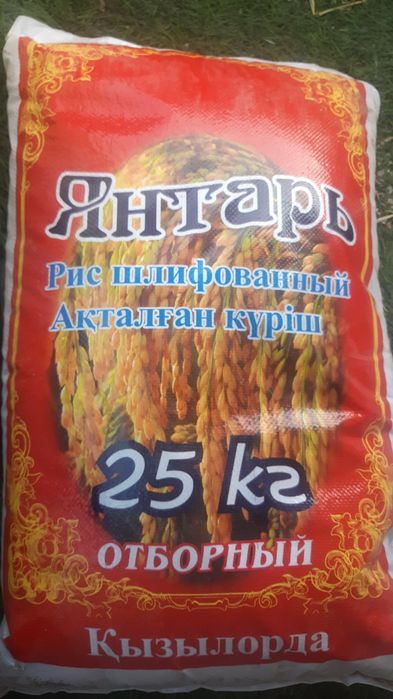 Янтарь
Рис шлифованный
Ақталған күріш
25 кг
ОТБОРНЫЙ
Қызылорда